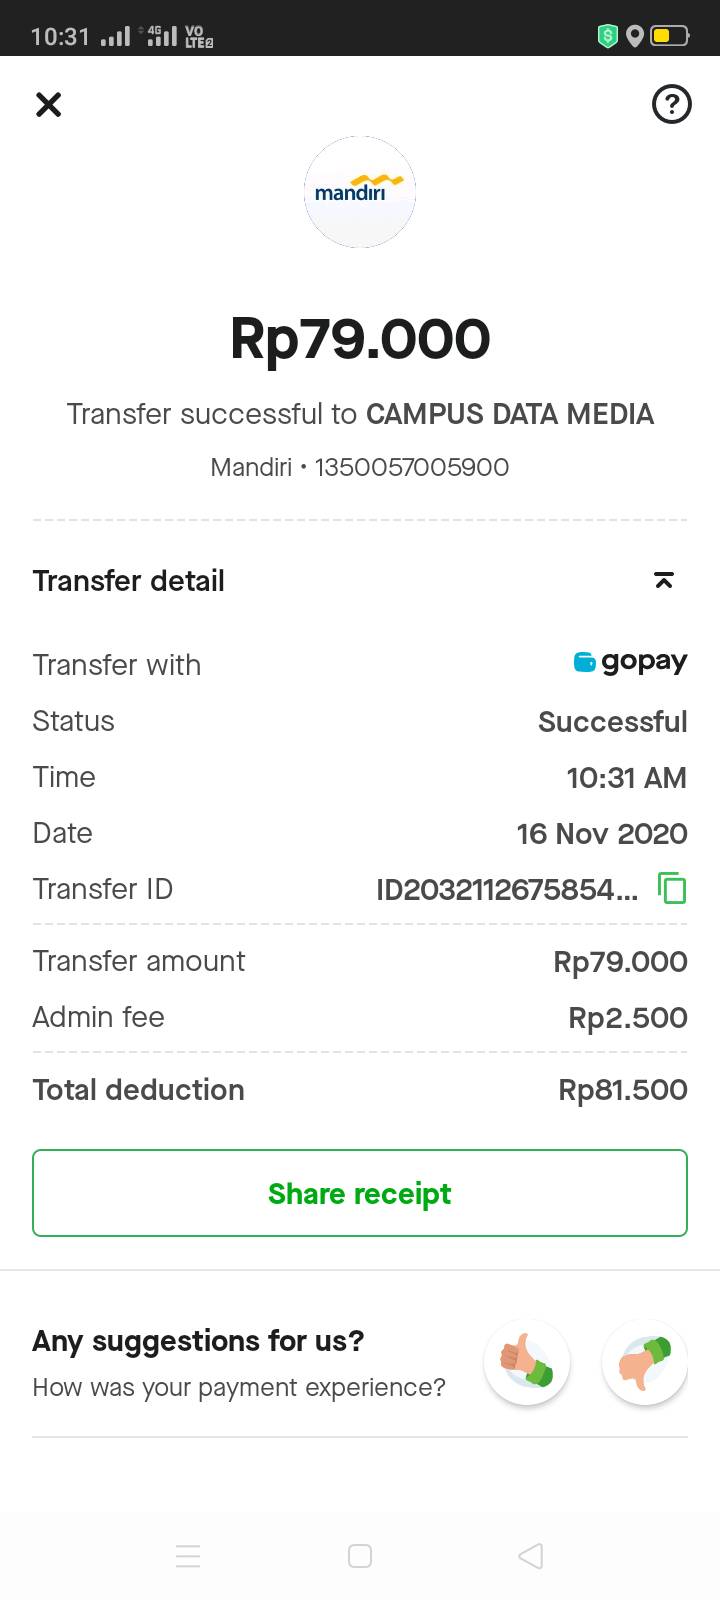 10:31 4G VO LTE2
mandiri
Rp79.000
Transfer successful to CAMPUS DATA MEDIA
Mandiri • 1350057005900
Transfer detail
Transfer with gopay
Status Successful
Time 10:31 AM
Date 16 Nov 2020
Transfer ID ID2032112675854...
Transfer amount Rp79.000
Admin fee Rp2.500
Total deduction Rp81.500
Share receipt
Any suggestions for us?
How was your payment experience?